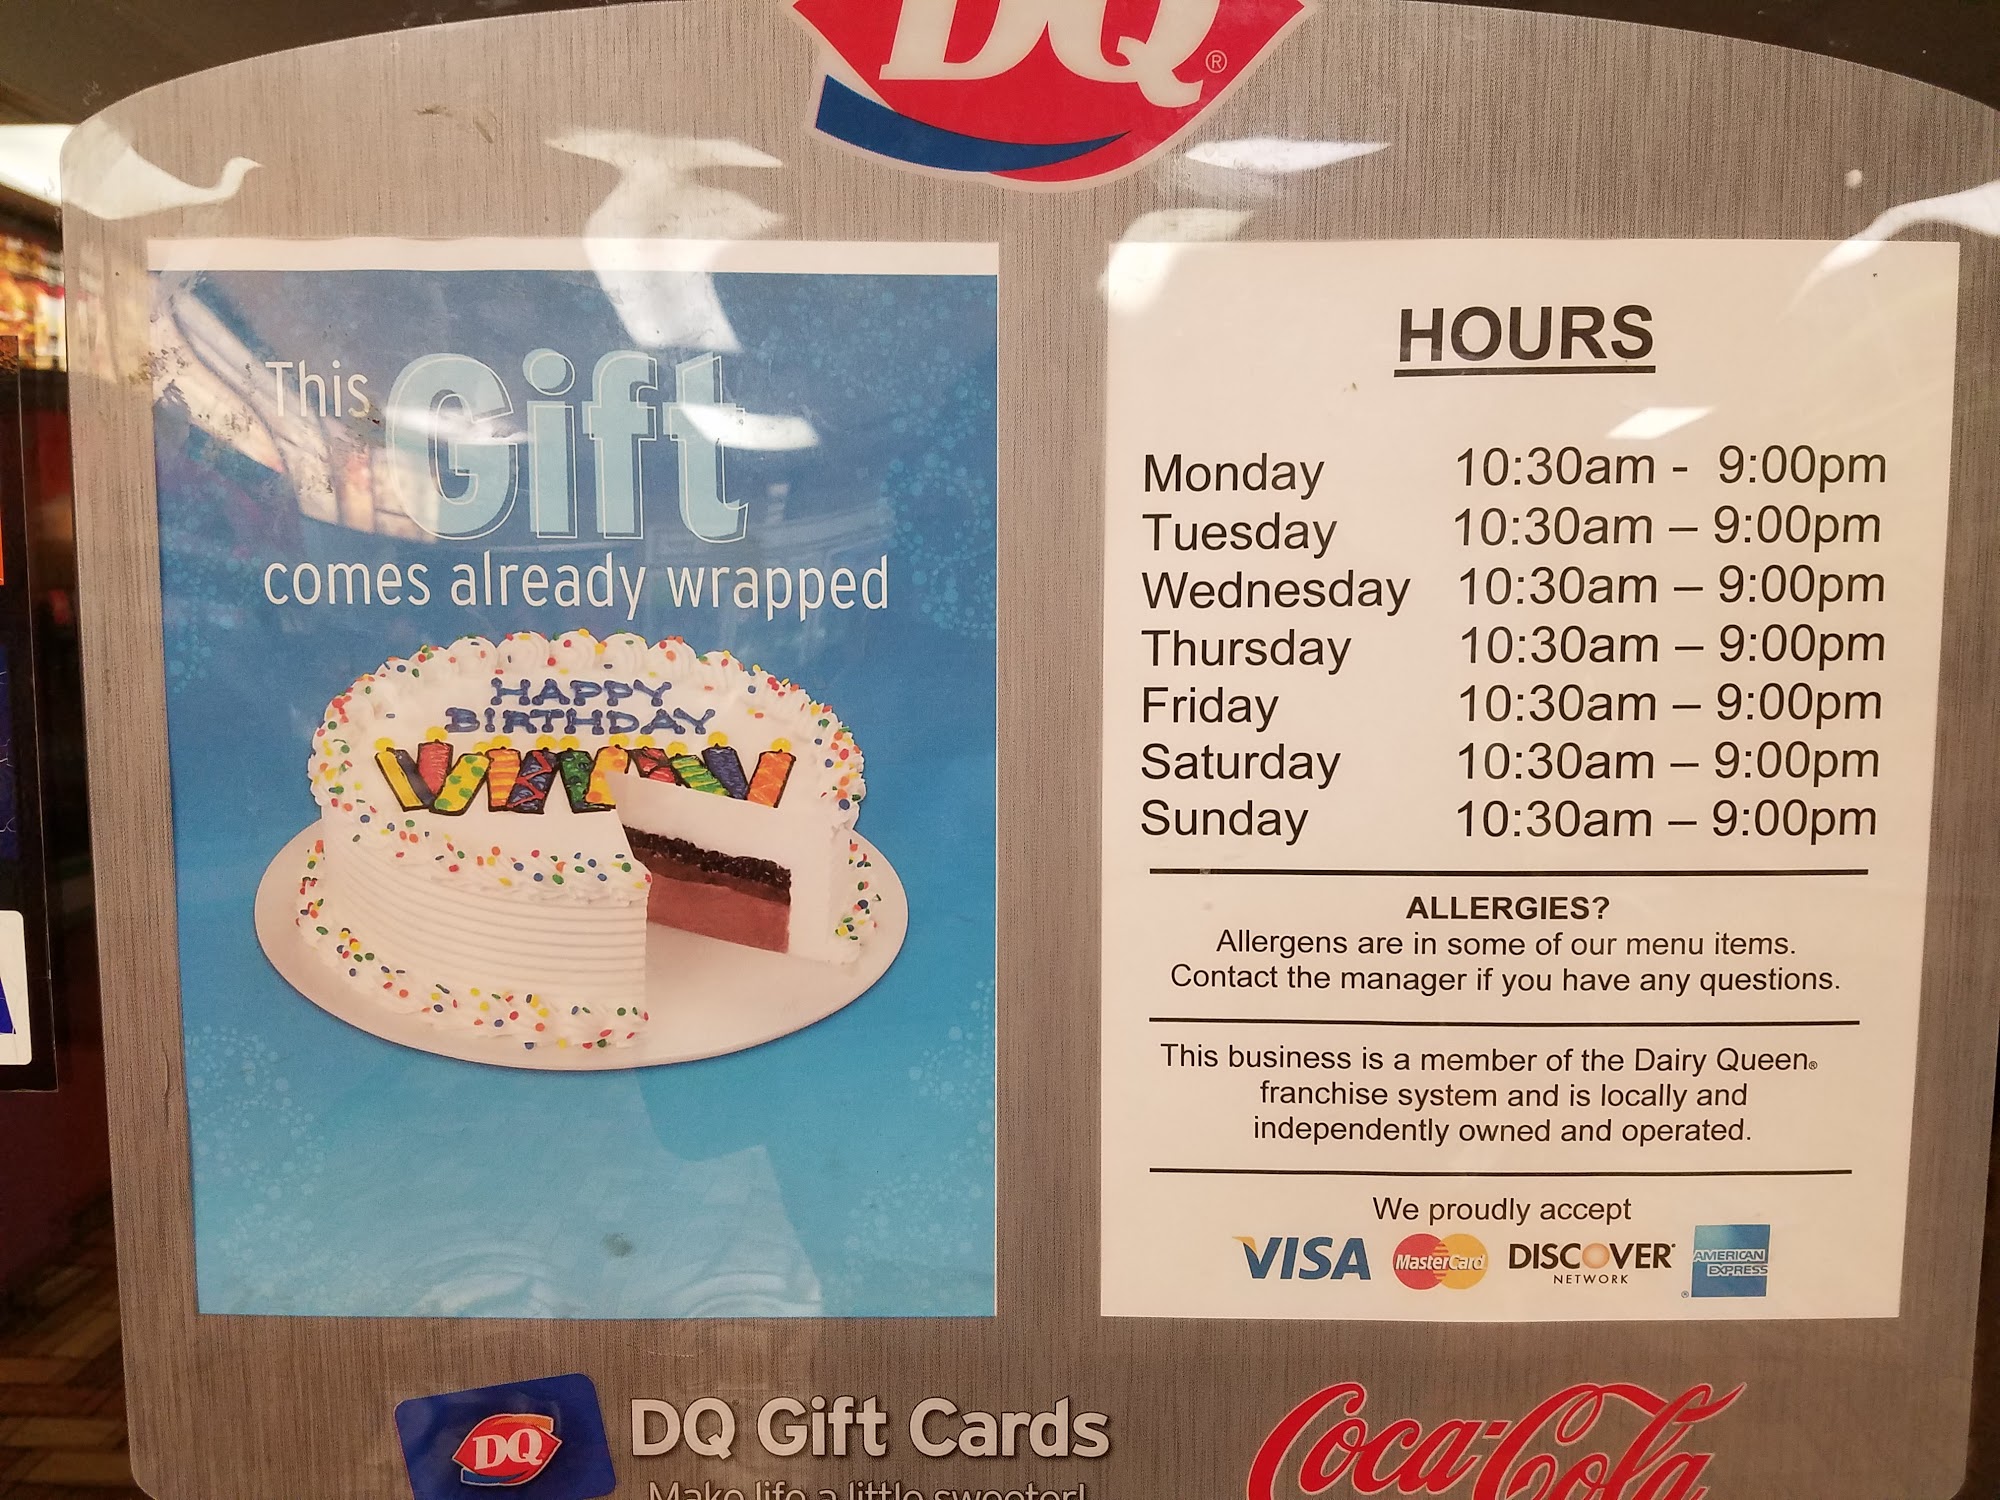 DQ®
This Gift
comes already wrapped
HAPPY
BIRTHDAY
HOURS
Monday 10:30am - 9:00pm
Tuesday 10:30am – 9:00pm
Wednesday 10:30am – 9:00pm
Thursday 10:30am – 9:00pm
Friday 10:30am – 9:00pm
Saturday 10:30am – 9:00pm
Sunday 10:30am – 9:00pm
ALLERGIES?
Allergens are in some of our menu items.
Contact the manager if you have any questions.
This business is a member of the Dairy Queen®
franchise system and is locally and
independently owned and operated.
We proudly accept
VISA MasterCard DISCOVER NETWORK AMERICAN EXPRESS®
DQ
DQ Gift Cards
Make life a little sweeter!
Coca-Cola